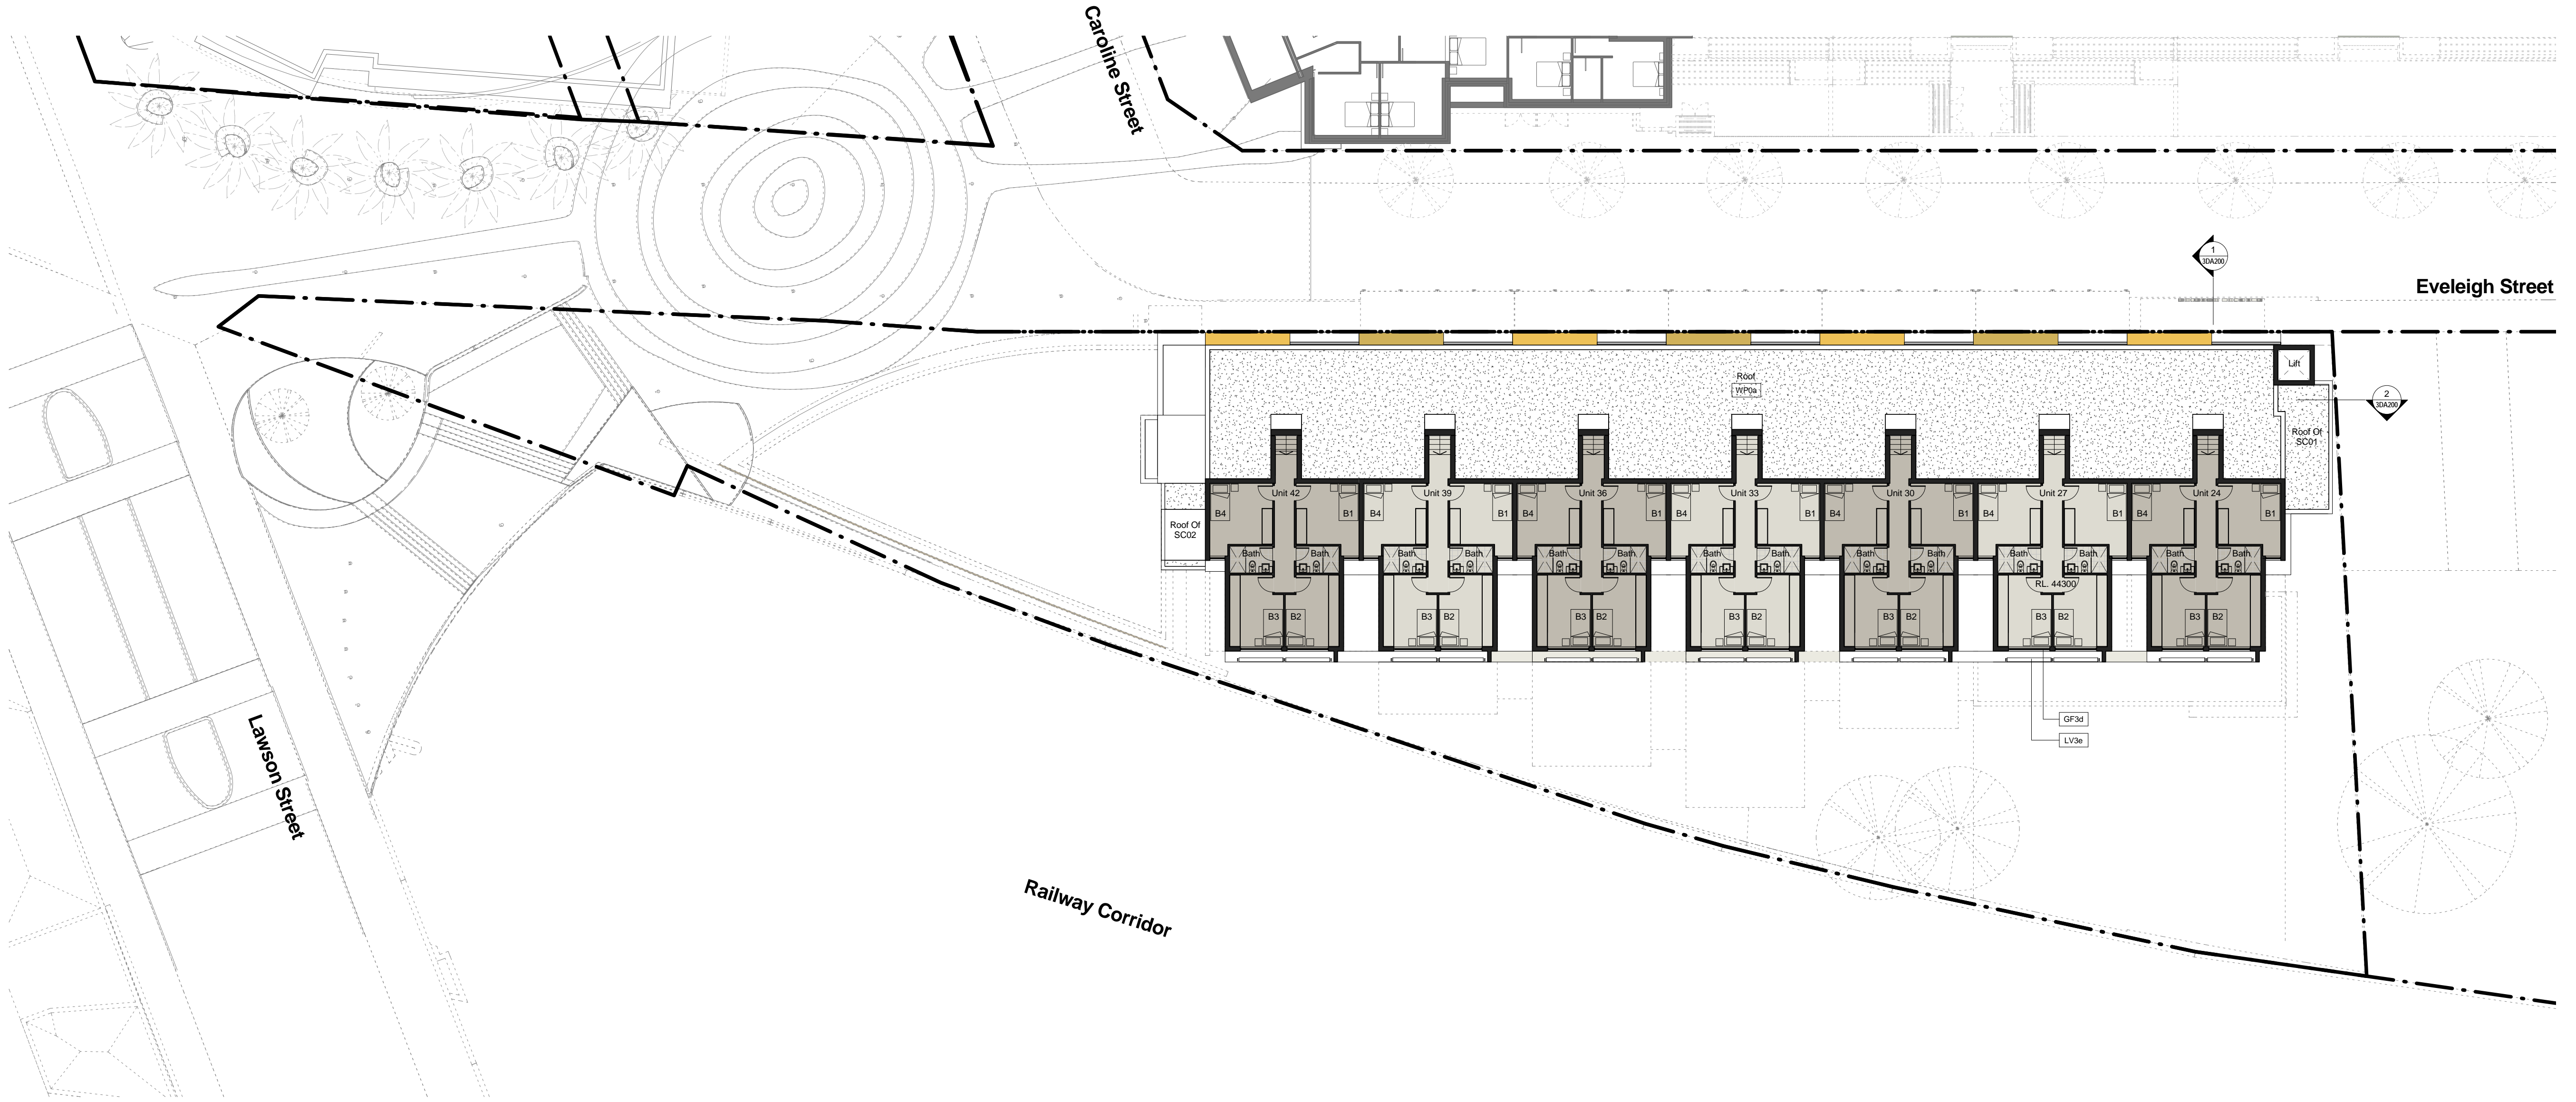 Caroline Street
1
3DA200
Eveleigh Street
Lift
Roof
WP0a
2
3DA200
Roof Of
SC01
Unit 42
Unit 39
Unit 36
Unit 33
Unit 30
Unit 27
Unit 24
B4
B1
B4
B1
B4
B1
B4
B1
B4
B1
B4
B1
B4
B1
Roof Of
SC02
Bath
Bath
Bath
Bath
Bath
Bath
Bath
Bath
Bath
Bath
Bath
Bath
Bath
Bath
RL. 44300
B3
B2
B3
B2
B3
B2
B3
B2
B3
B2
B3
B2
B3
B2
GF3d
LV3e
Lawson Street
Railway Corridor